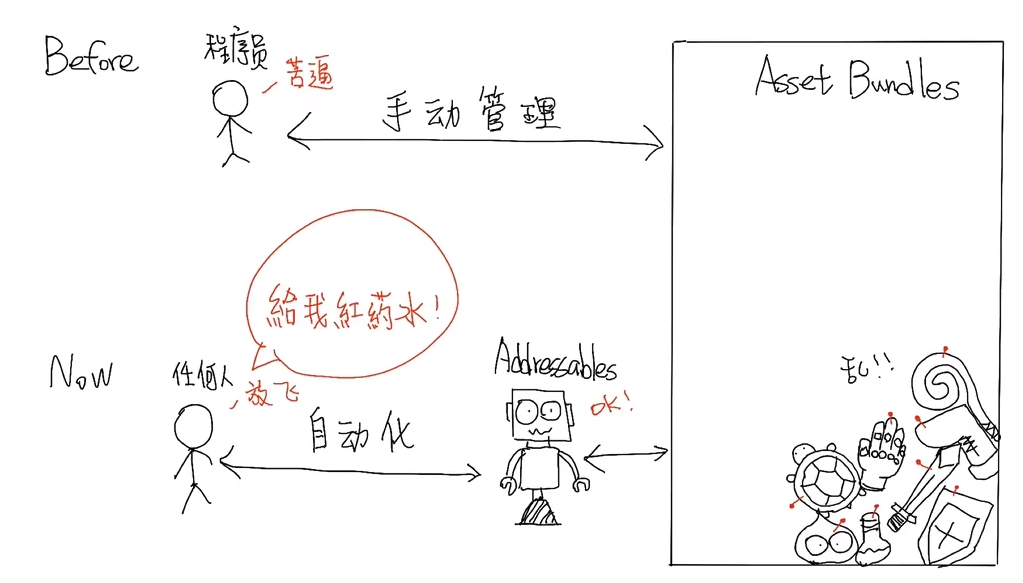 Before
程序员
苦逼
手动管理
Asset Bundles
給我紅药水!
Now
任何人
放飞
自动化
Addressables
OK!
乱!!